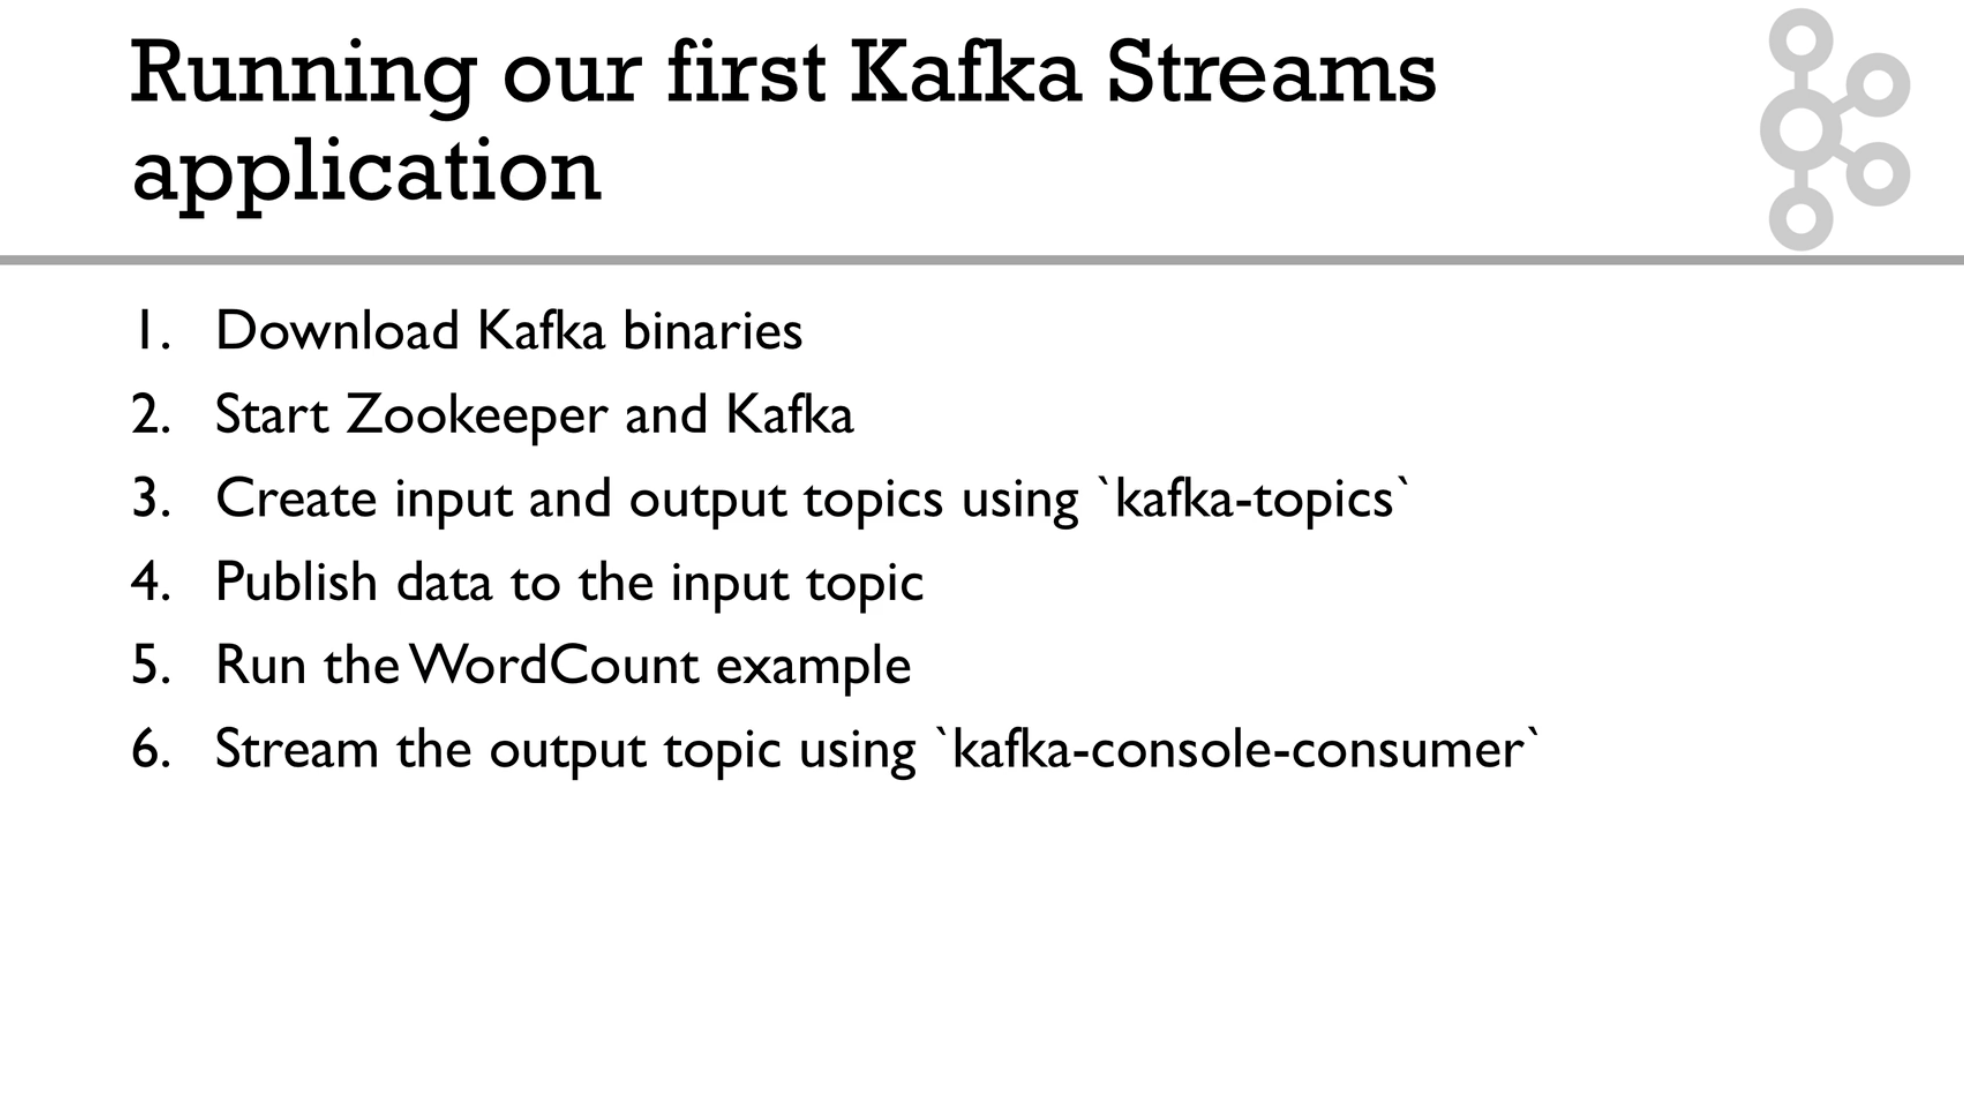 Running our first Kafka Streams
application
1. Download Kafka binaries
2. Start Zookeeper and Kafka
3. Create input and output topics using `kafka-topics`
4. Publish data to the input topic
5. Run the WordCount example
6. Stream the output topic using `kafka-console-consumer`